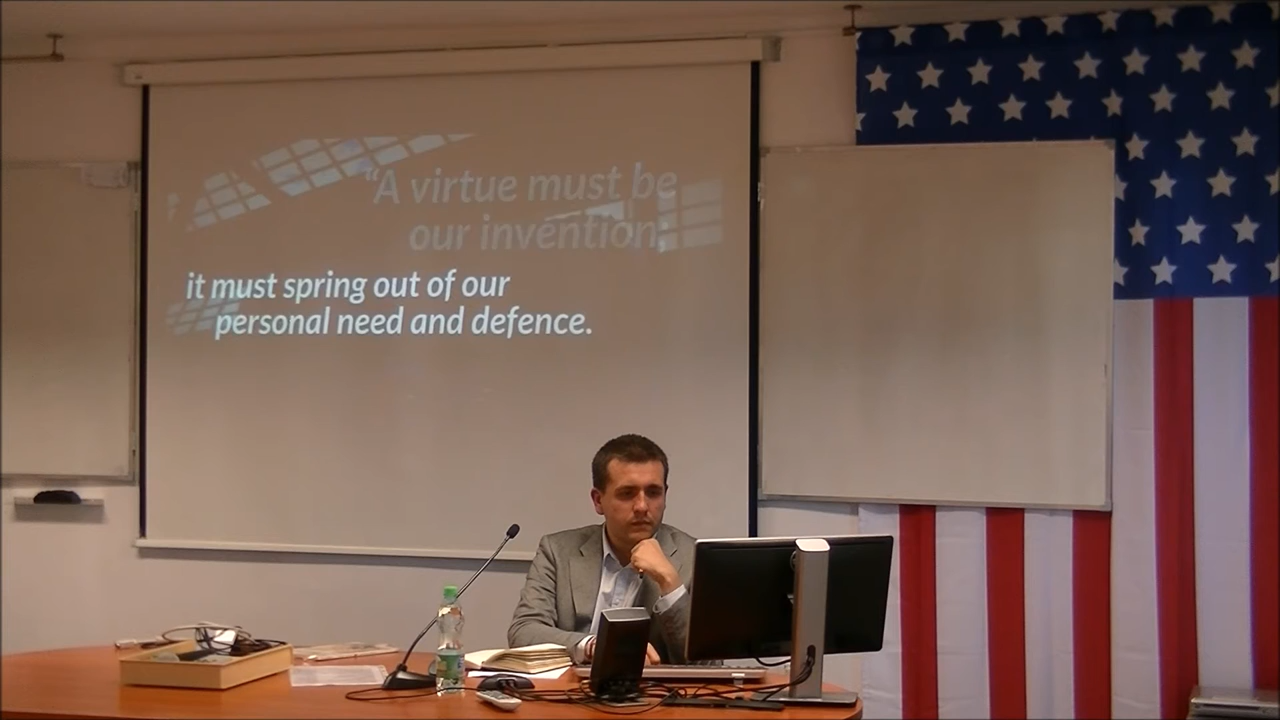 “A virtue must be
our invention;
it must spring out of our
personal need and defence.